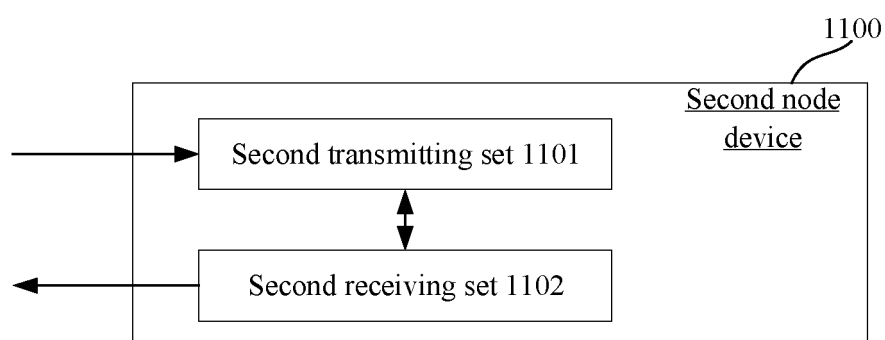 1100
Second node
device
Second transmitting set 1101
Second receiving set 1102